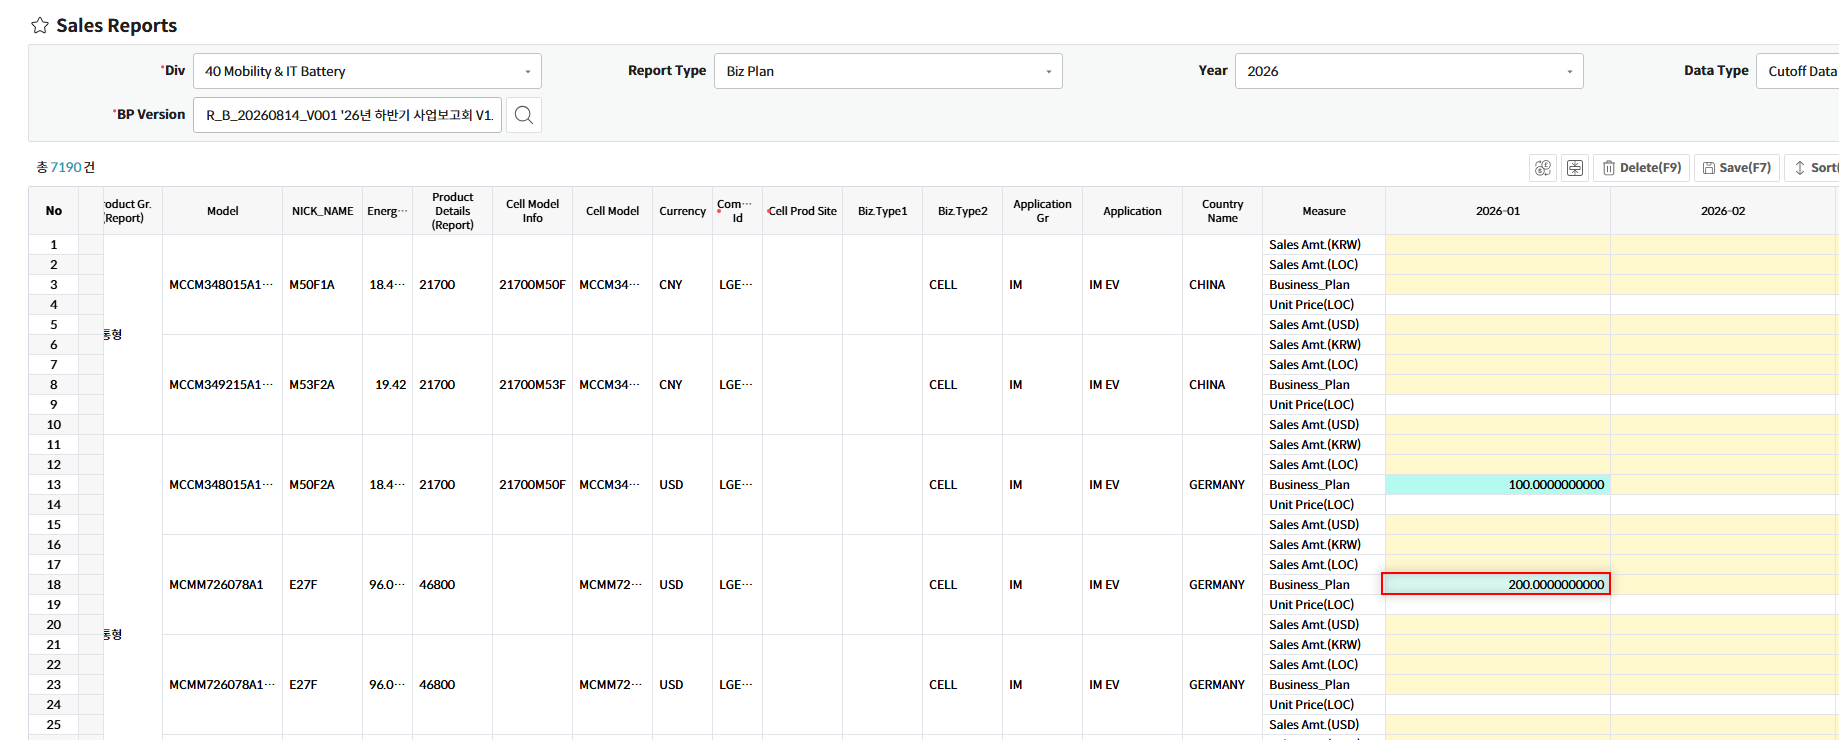 Sales Reports
*Div 40 Mobility & IT Battery Report Type Biz Plan Year 2026 Data Type Cutoff Data
*BP Version R_B_20260814_V001 '26년 하반기 사업보고회 V1.
총 7190 건 Delete(F9) Save(F7) Sort(
No oduct Gr. (Report) Model NICK_NAME Energ··· Product Details (Report) Cell Model Info Cell Model Currency Com··· Id Cell Prod Site Biz.Type1 Biz.Type2 Application Gr Application Country Name Measure 2026-01 2026-02
1 Sales Amt.(KRW)
2 Sales Amt.(LOC)
3 MCCM348015A1··· M50F1A 18.4··· 21700 21700M50F MCCM34··· CNY LGE··· CELL IM IM EV CHINA Business_Plan
4 Unit Price(LOC)
5 통형 Sales Amt.(USD)
6 Sales Amt.(KRW)
7 Sales Amt.(LOC)
8 MCCM349215A1··· M53F2A 19.42 21700 21700M53F MCCM34··· CNY LGE··· CELL IM IM EV CHINA Business_Plan
9 Unit Price(LOC)
10 Sales Amt.(USD)
11 Sales Amt.(KRW)
12 Sales Amt.(LOC)
13 MCCM348015A1··· M50F2A 18.4··· 21700 21700M50F MCCM34··· USD LGE··· CELL IM IM EV GERMANY Business_Plan 100.0000000000
14 Unit Price(LOC)
15 Sales Amt.(USD)
16 Sales Amt.(KRW)
17 Sales Amt.(LOC)
18 MCMM726078A1 E27F 96.0··· 46800 MCMM72··· USD LGE··· CELL IM IM EV GERMANY Business_Plan 200.0000000000
19 Unit Price(LOC)
20 통형 Sales Amt.(USD)
21 Sales Amt.(KRW)
22 Sales Amt.(LOC)
23 MCMM726078A1··· E27F 96.0··· 46800 MCMM72··· USD LGE··· CELL IM IM EV GERMANY Business_Plan
24 Unit Price(LOC)
25 Sales Amt.(USD)